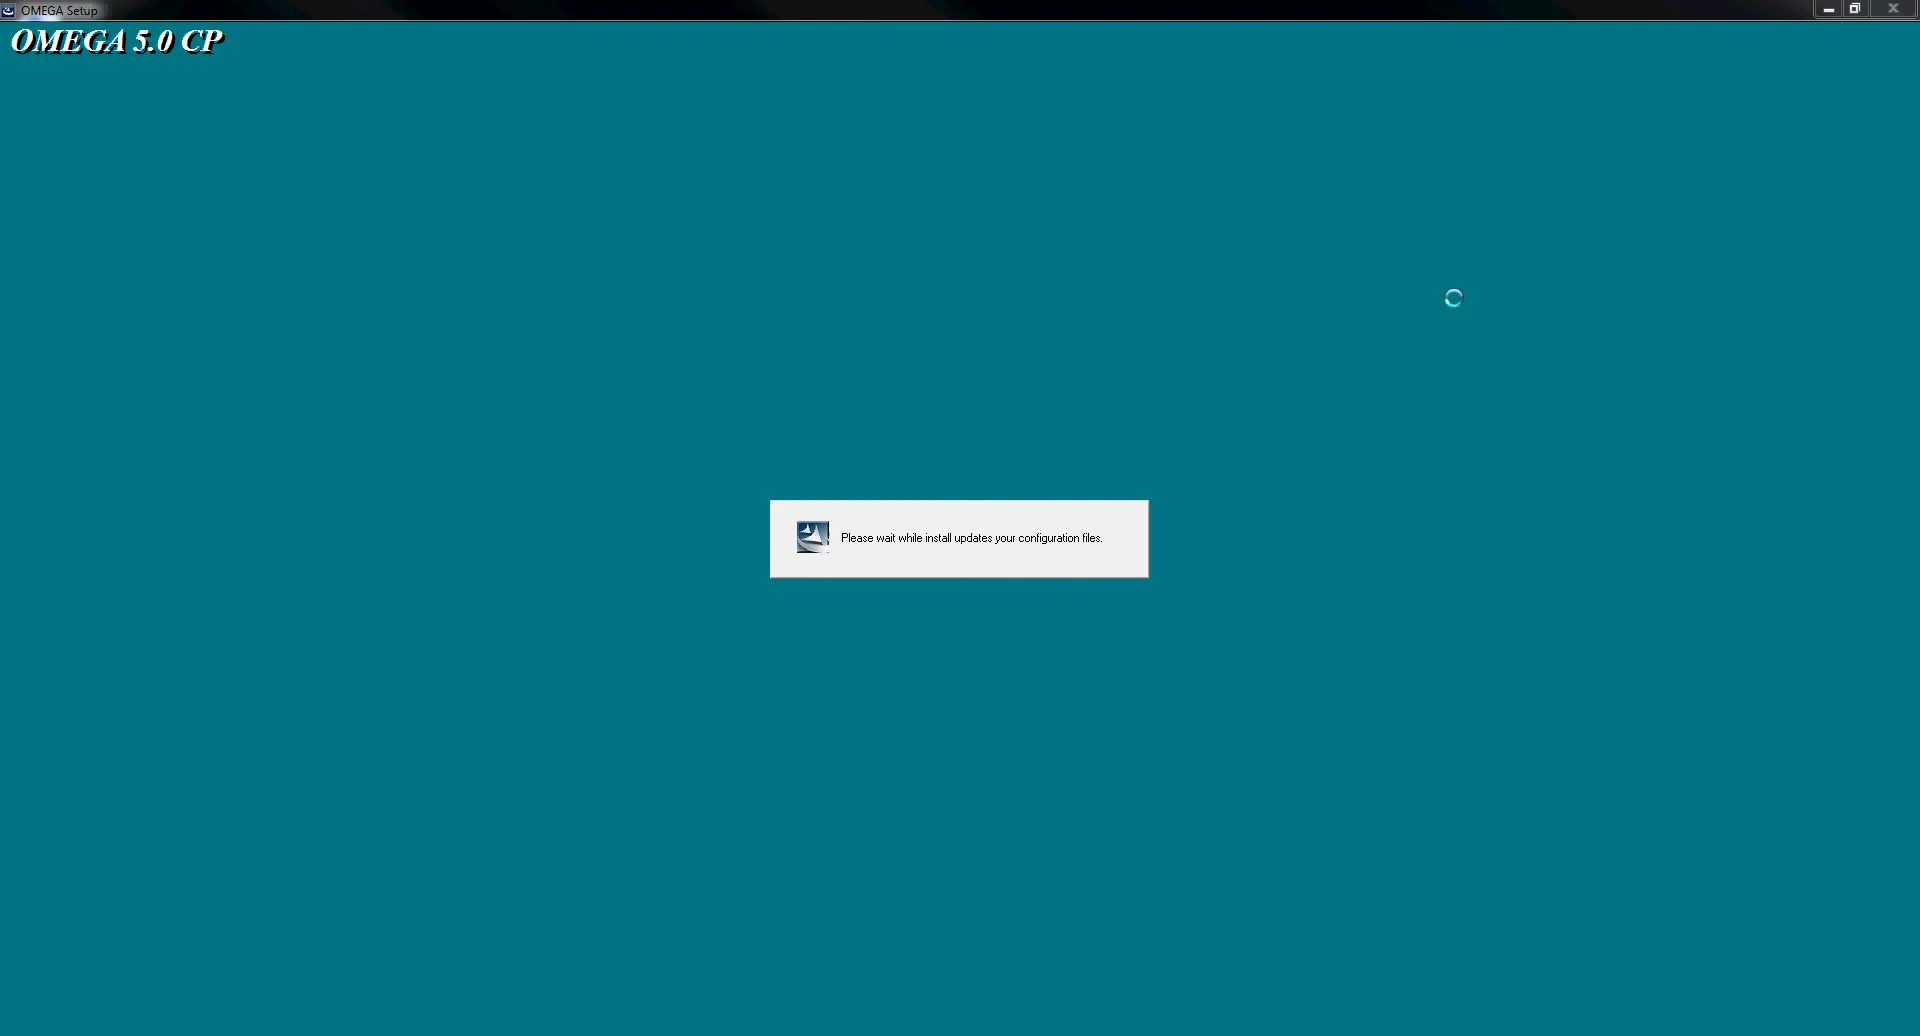 OMEGA Setup
OMEGA 5.0 CP
Please wait while install updates your configuration files.